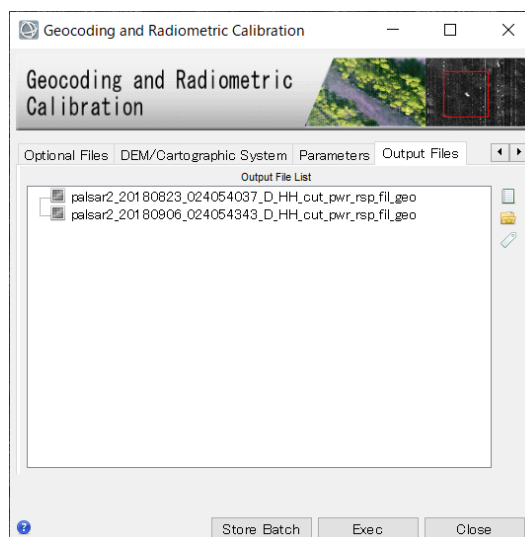 Geocoding and Radiometric Calibration
Geocoding and Radiometric
Calibration
Optional Files DEM/Cartographic System Parameters Output Files
Output File List
palsar2_20180823_024054037_D_HH_cut_pwr_rsp_fil_geo
palsar2_20180906_024054343_D_HH_cut_pwr_rsp_fil_geo
Store Batch Exec Close